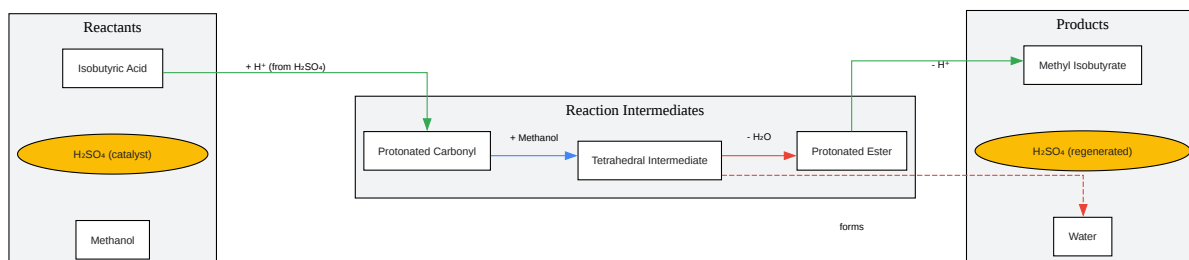 Reactants
Isobutyric Acid
H₂SO₄ (catalyst)
Methanol
+ H⁺ (from H₂SO₄)
Reaction Intermediates
Protonated Carbonyl
+ Methanol
Tetrahedral Intermediate
- H₂O
Protonated Ester
- H⁺
forms
Products
Methyl Isobutyrate
H₂SO₄ (regenerated)
Water